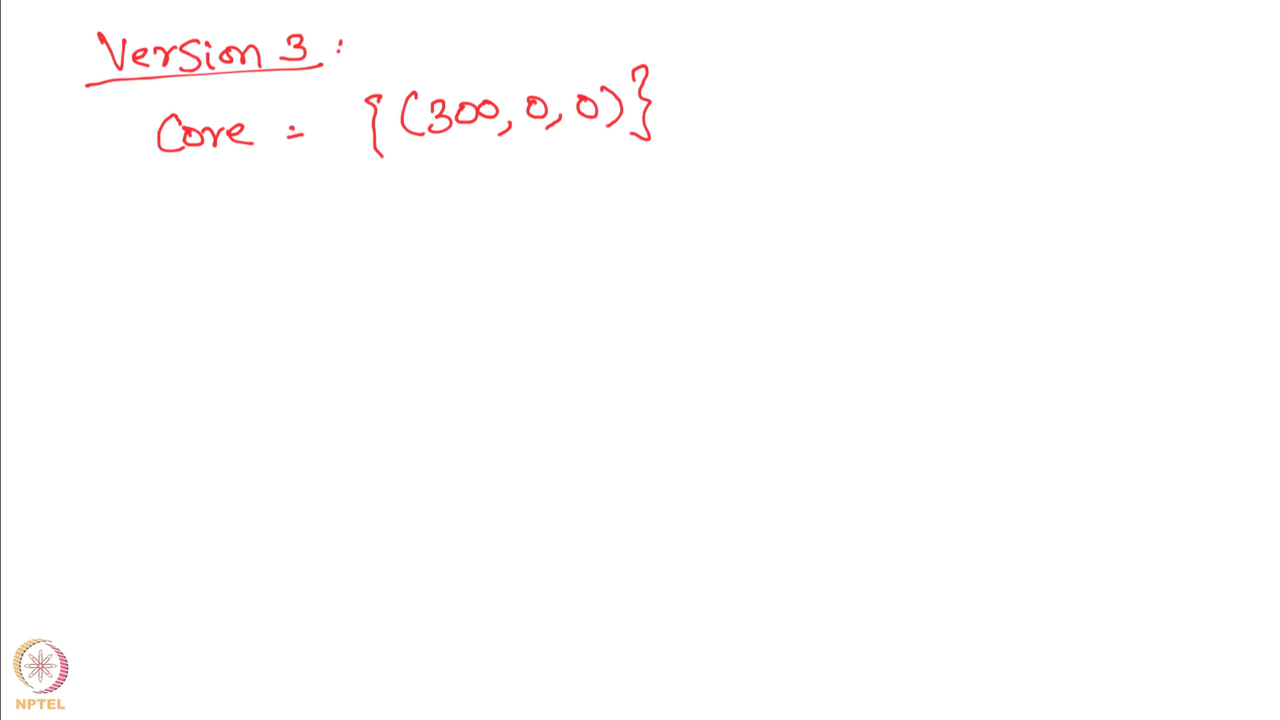 Version 3 :
Core = {(300, 0, 0)}
NPTEL